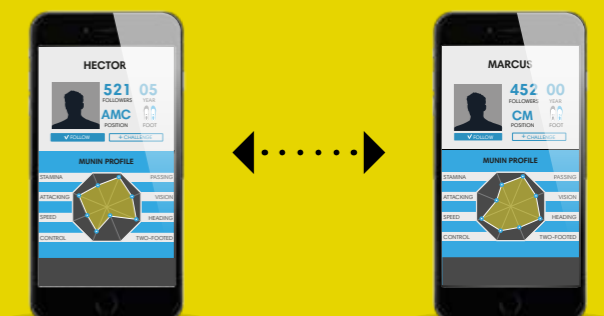 HECTOR
521 05
FOLLOWERS YEAR
AMC
POSITION FOOT
FOLLOW + CHALLENGE
MUNIN PROFILE
STAMINA PASSING
ATTACKING VISION
SPEED HEADING
CONTROL TWO-FOOTED
MARCUS
452 00
FOLLOWERS YEAR
CM
POSITION FOOT
FOLLOW + CHALLENGE
MUNIN PROFILE
STAMINA PASSING
ATTACKING VISION
SPEED HEADING
CONTROL TWO-FOOTED